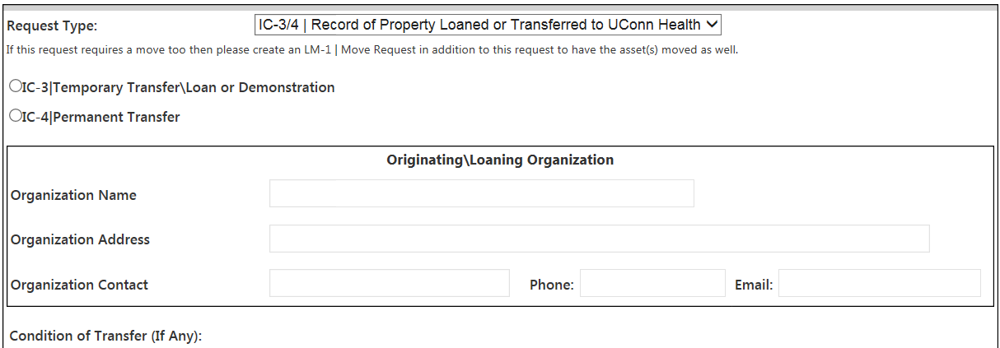 Request Type: IC-3/4 | Record of Property Loaned or Transferred to UConn Health
If this request requires a move too then please create an LM-1 | Move Request in addition to this request to have the asset(s) moved as well.
IC-3|Temporary Transfer\Loan or Demonstration
IC-4|Permanent Transfer
Originating\Loaning Organization
Organization Name
Organization Address
Organization Contact Phone: Email:
Condition of Transfer (If Any):